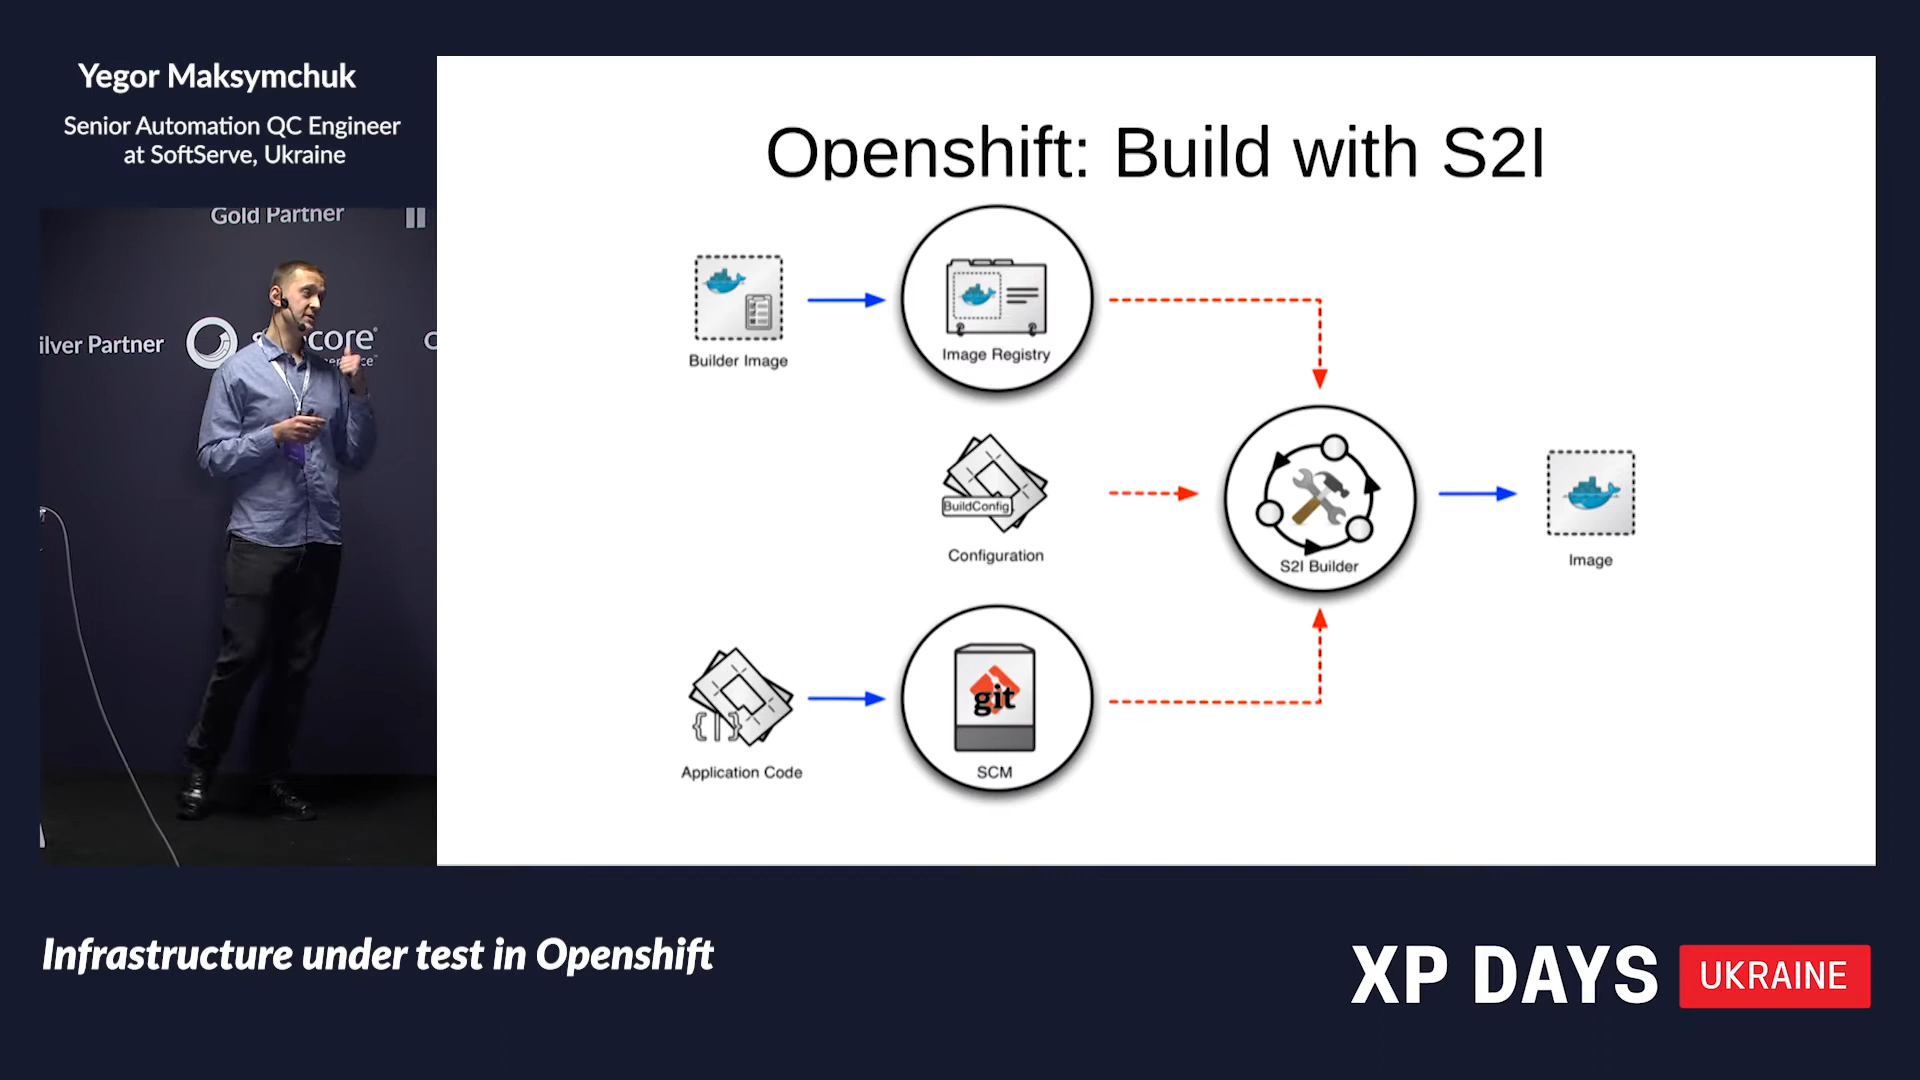 Yegor Maksymchuk
Senior Automation QC Engineer
at SoftServe, Ukraine
Gold Partner
ilver Partner
Openshift: Build with S2I
Builder Image
Image Registry
BuildConfig
Configuration
S2I Builder
Image
{|}
Application Code
git
SCM
Infrastructure under test in Openshift
XP DAYS
UKRAINE